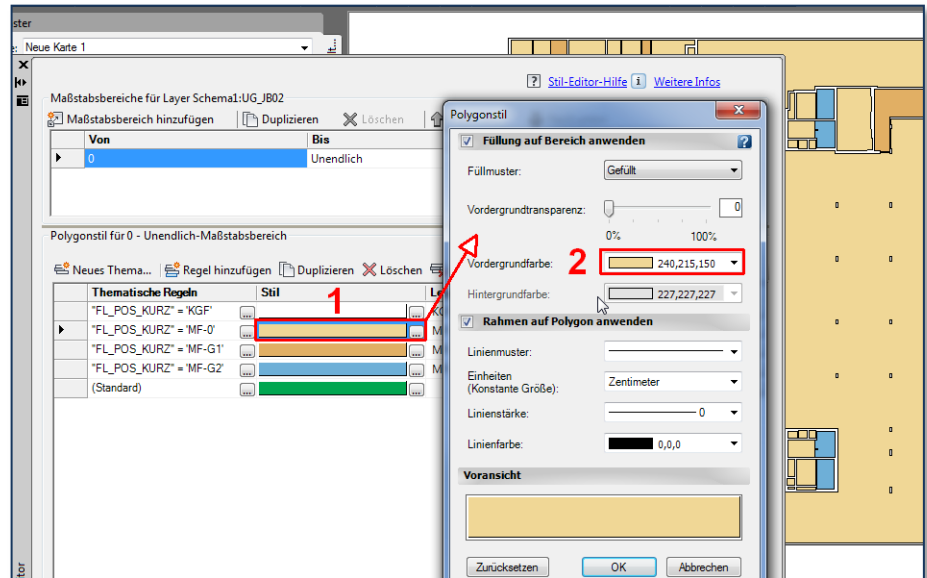 ster
e: Neue Karte 1
? Stil-Editor-Hilfe i Weitere Infos
Maßstabsbereiche für Layer Schema1:UG_JB02
Maßstabsbereich hinzufügen Duplizieren Löschen
Von Bis
0 Unendlich
Polygonstil für 0 - Unendlich-Maßstabsbereich
Neues Thema... Regel hinzufügen Duplizieren Löschen
Thematische Regeln Stil Le
1
"FL_POS_KURZ" = 'KGF' ... ... KG
"FL_POS_KURZ" = 'MF-0' ... ... M
"FL_POS_KURZ" = 'MF-G1' ... ... M
"FL_POS_KURZ" = 'MF-G2' ... ... M
(Standard) ... ...
tor
Polygonstil
Füllung auf Bereich anwenden ?
Füllmuster: Gefüllt
Vordergrundtransparenz: 0
0% 100%
Vordergrundfarbe: 2 240,215,150
Hintergrundfarbe: 227,227,227
Rahmen auf Polygon anwenden
Linienmuster:
Einheiten
(Konstante Größe): Zentimeter
Linienstärke: 0
Linienfarbe: 0,0,0
Voransicht
Zurücksetzen OK Abbrechen